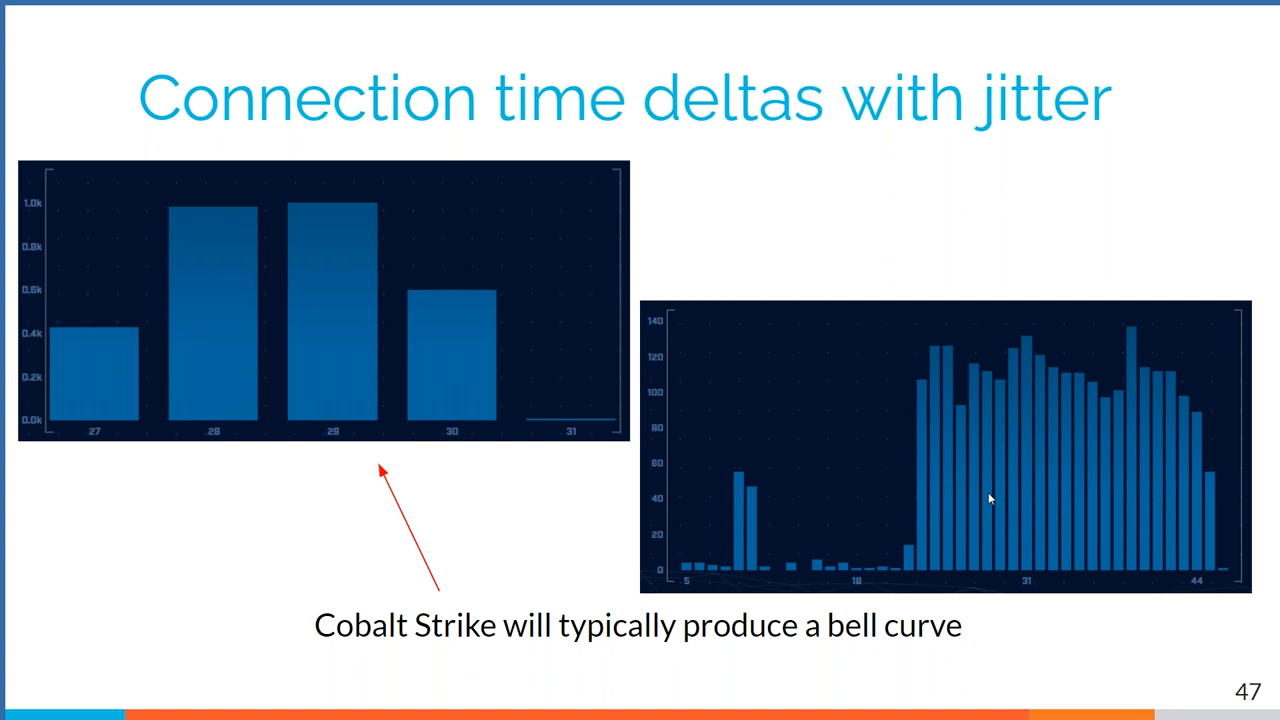 Connection time deltas with jitter
1.0k
0.8k
0.6k
0.4k
0.2k
0.0k
27 28 29 30 31
140
120
100
80
60
40
20
0
5 18 31 44
Cobalt Strike will typically produce a bell curve
47